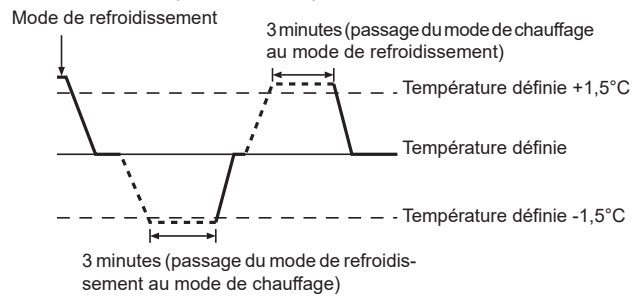 Mode de refroidissement
3 minutes (passage du mode de chauffage
au mode de refroidissement)
Température définie +1,5°C
Température définie
Température définie -1,5°C
3 minutes (passage du mode de refroidis-
sement au mode de chauffage)